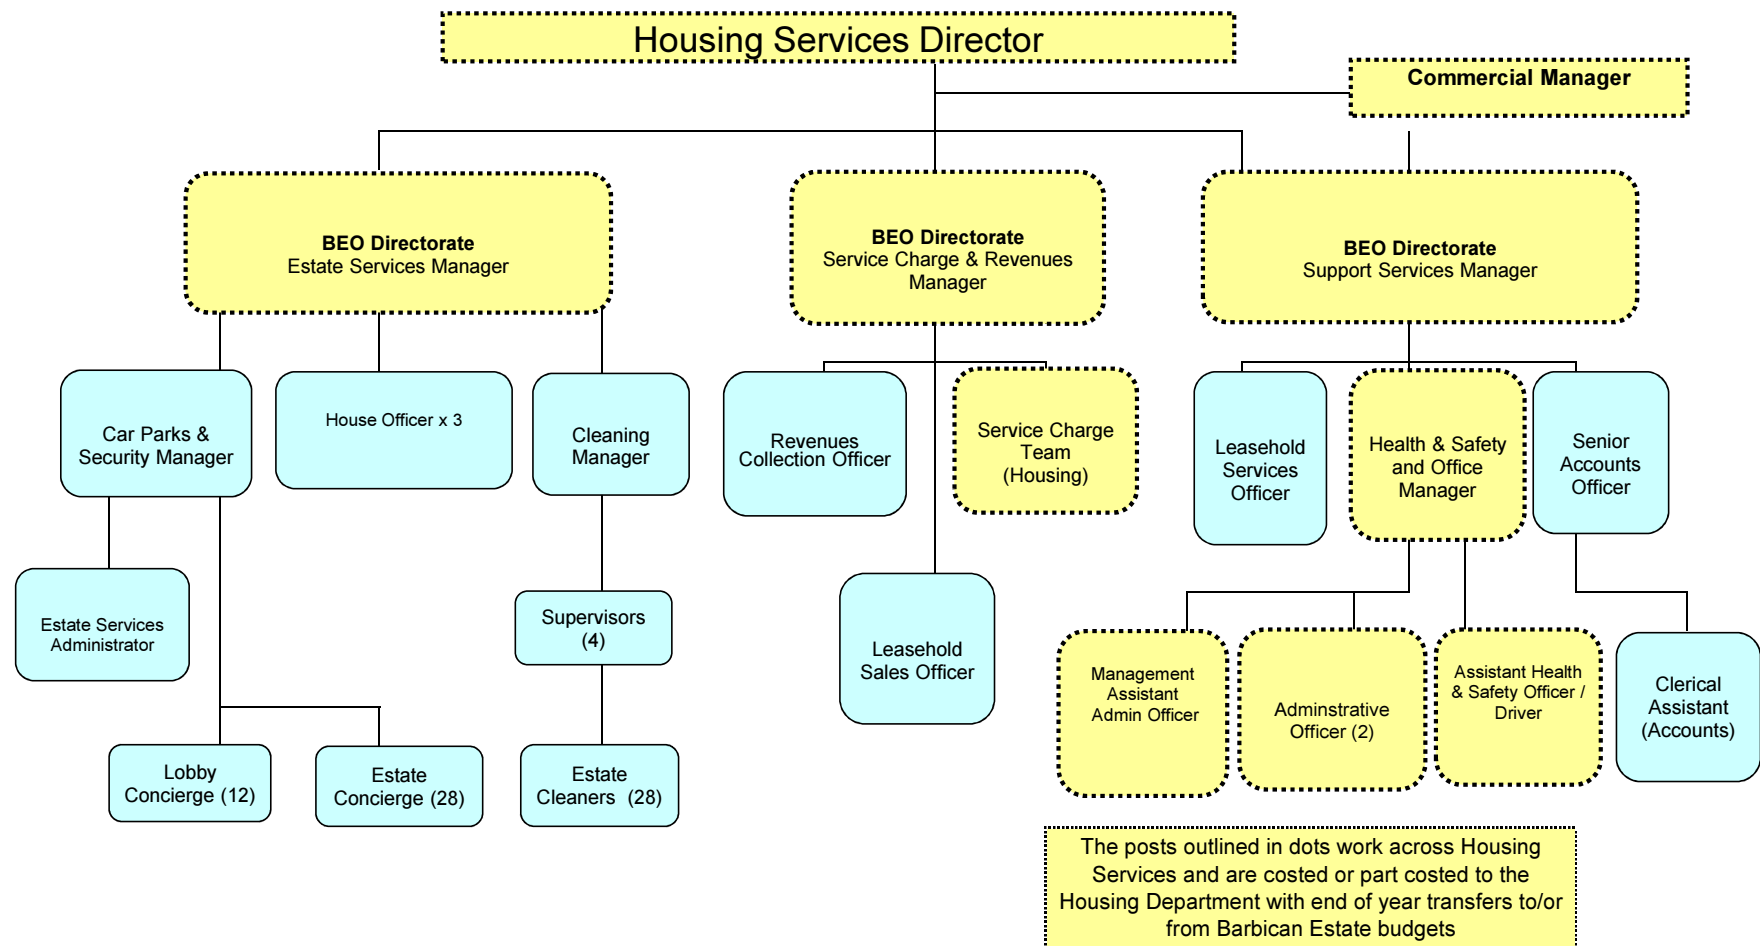 Housing Services Director
Commercial Manager
BEO Directorate
Estate Services Manager
BEO Directorate
Service Charge & Revenues
Manager
BEO Directorate
Support Services Manager
Car Parks &
Security Manager
House Officer x 3
Cleaning
Manager
Revenues
Collection Officer
Service Charge
Team
(Housing)
Leasehold
Services
Officer
Health & Safety
and Office
Manager
Senior
Accounts
Officer
Estate Services
Administrator
Supervisors
(4)
Leasehold
Sales Officer
Management
Assistant
Admin Officer
Adminstrative
Officer (2)
Assistant Health
& Safety Officer /
Driver
Clerical
Assistant
(Accounts)
Lobby
Concierge (12)
Estate
Concierge (28)
Estate
Cleaners (28)
The posts outlined in dots work across Housing
Services and are costed or part costed to the
Housing Department with end of year transfers to/or
from Barbican Estate budgets